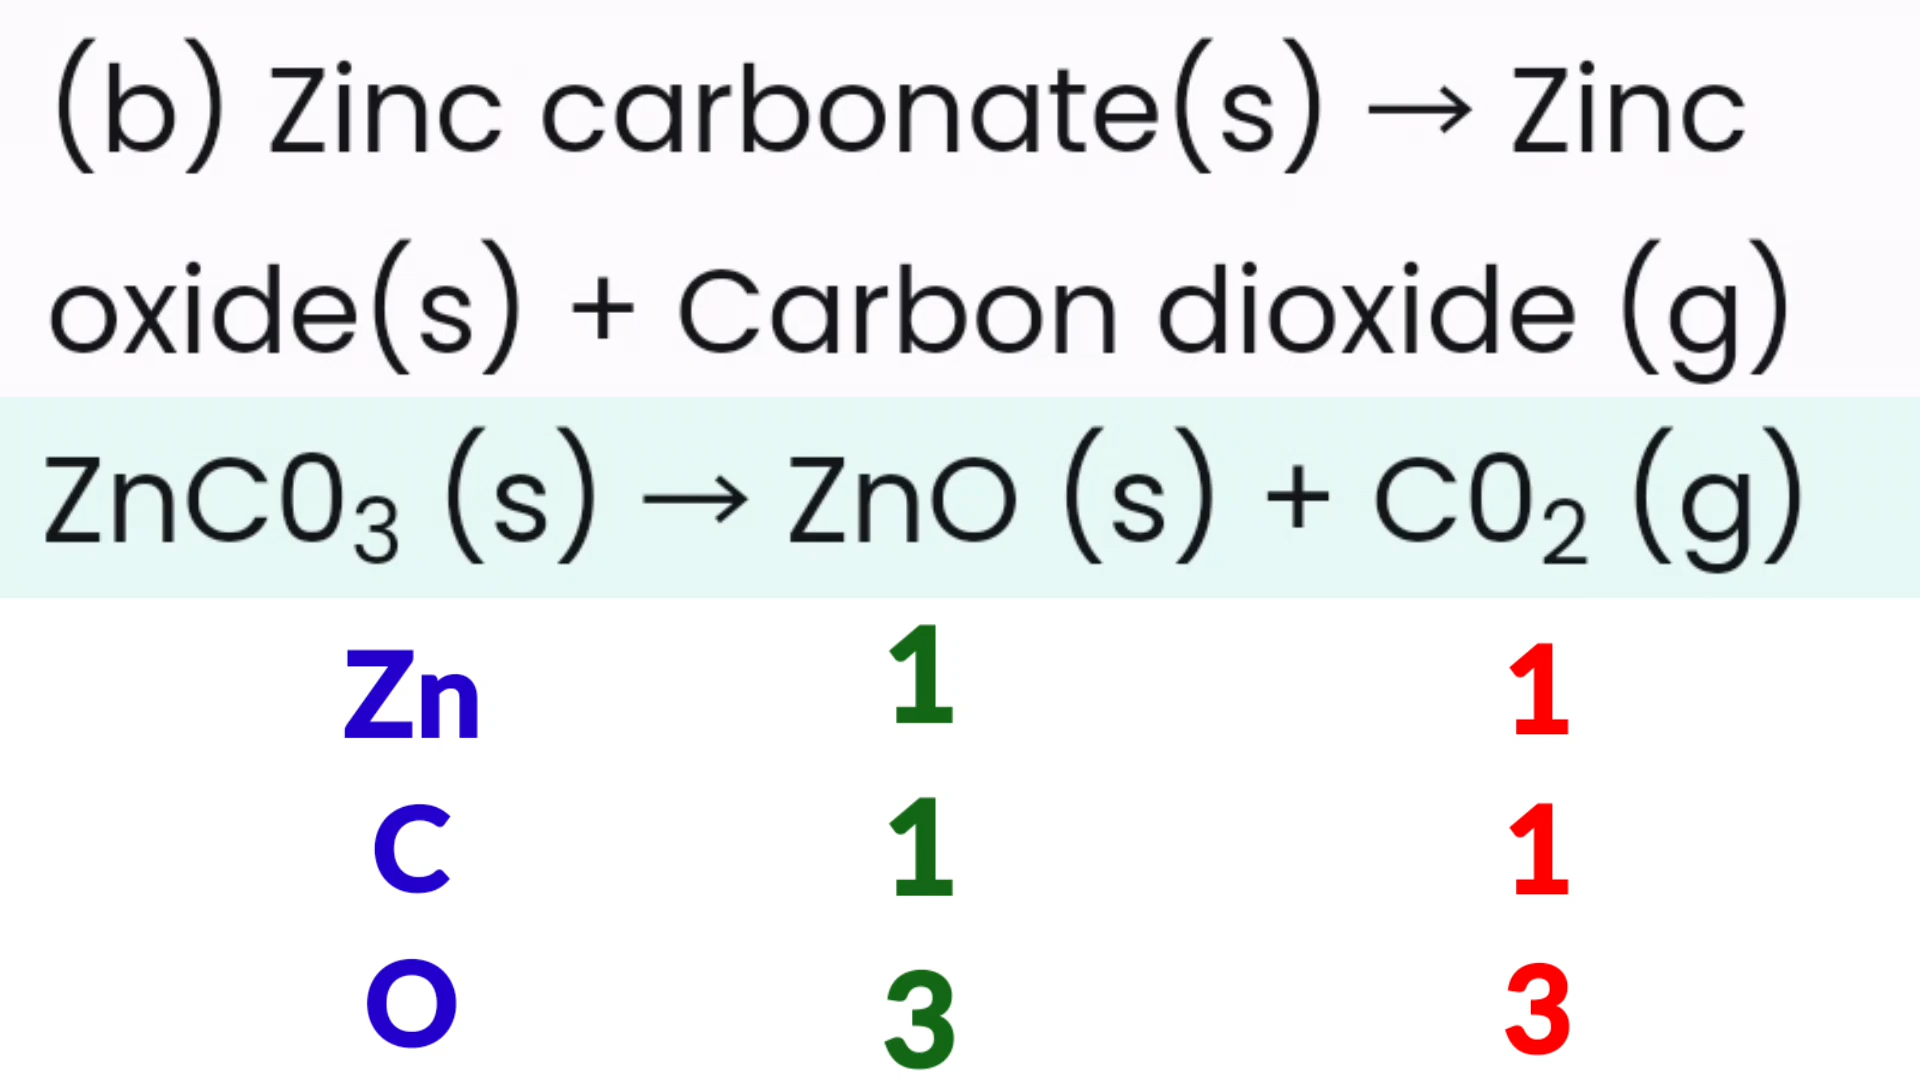 (b) Zinc carbonate(s) → Zinc
oxide(s) + Carbon dioxide (g)
ZnC0₃ (s) → ZnO (s) + C0₂ (g)
Zn 1 1
C 1 1
O 3 3